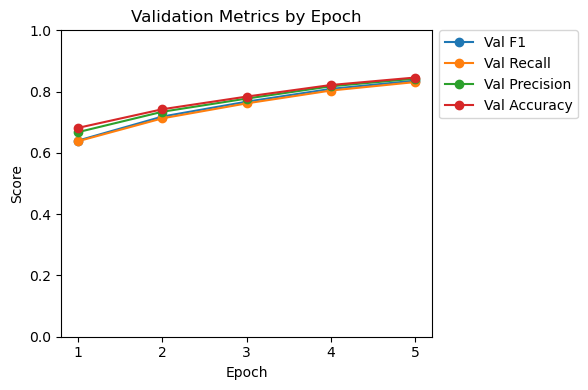 Validation Metrics by Epoch
1.0
0.8
0.6
0.4
0.2
0.0
Score
1 2 3 4 5
Epoch
Val F1
Val Recall
Val Precision
Val Accuracy